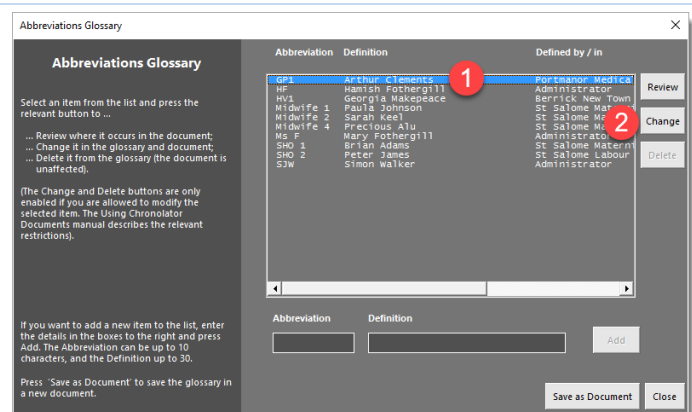 Abbreviations Glossary
Abbreviations Glossary
Select an item from the list and press the
relevant button to ...
... Review where it occurs in the document;
... Change it in the glossary and document;
... Delete it from the glossary (the document is
unaffected).
(The Change and Delete buttons are only
enabled if you are allowed to modify the
selected item. The Using Chronolator
Documents manual describes the relevant
restrictions).
If you want to add a new item to the list, enter
the details in the boxes to the right and press
Add. The Abbreviation can be up to 10
characters, and the Definition up to 30.
Press 'Save as Document' to save the glossary in
a new document.
Abbreviation Definition Defined by / in
GP1 Arthur Clements Portmanor Medica
HF Hamish Fothergill Administrator
HV1 Georgia Makepeace Berrick New Town
Midwife 1 Paula Johnson St Salome Materni
Midwife 2 Sarah Keel St Salome Ma
Midwife 4 Precious Alu St Salome Ma
Ms F Mary Fothergill Administrator
SHO 1 Brian Adams St Salome Materni
SHO 2 Peter James St Salome Labour
SJW Simon Walker Administrator
1
2
Review
Change
Delete
Abbreviation Definition
Add
Save as Document Close